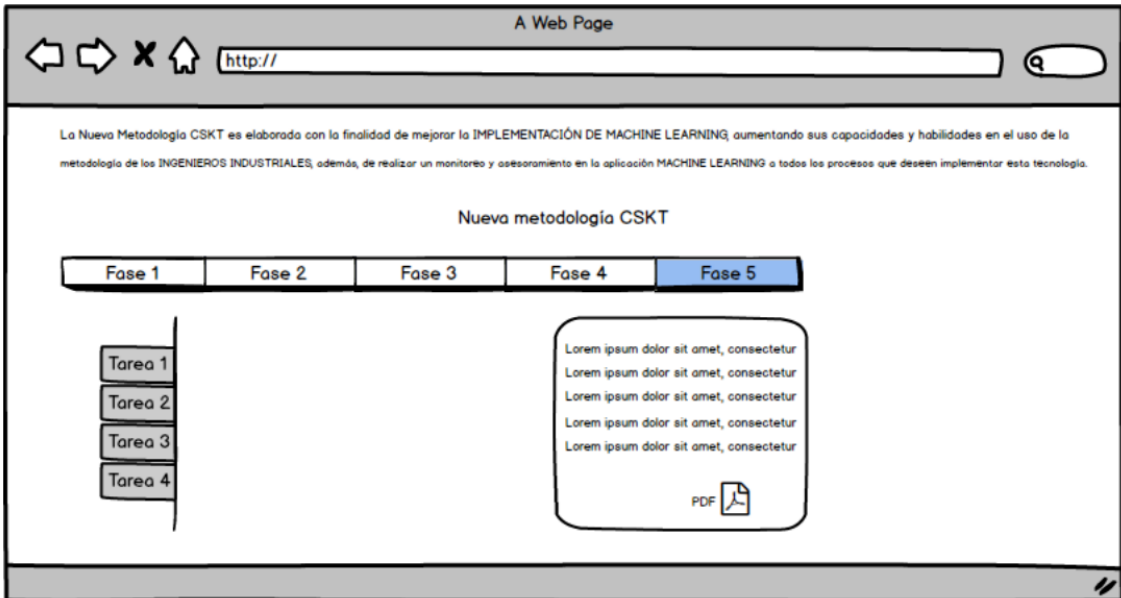 A Web Page
http://
La Nueva Metodología CSKT es elaborada con la finalidad de mejorar la IMPLEMENTACIÓN DE MACHINE LEARNING, aumentando sus capacidades y habilidades en el uso de la
metodología de los INGENIEROS INDUSTRIALES, además, de realizar un monitoreo y asesoramiento en la aplicación MACHINE LEARNING a todos los procesos que deseen implementar esta tecnología.
Nueva metodología CSKT
Fase 1 Fase 2 Fase 3 Fase 4 Fase 5
Tarea 1
Tarea 2
Tarea 3
Tarea 4
Lorem ipsum dolor sit amet, consectetur
Lorem ipsum dolor sit amet, consectetur
Lorem ipsum dolor sit amet, consectetur
Lorem ipsum dolor sit amet, consectetur
Lorem ipsum dolor sit amet, consectetur
PDF